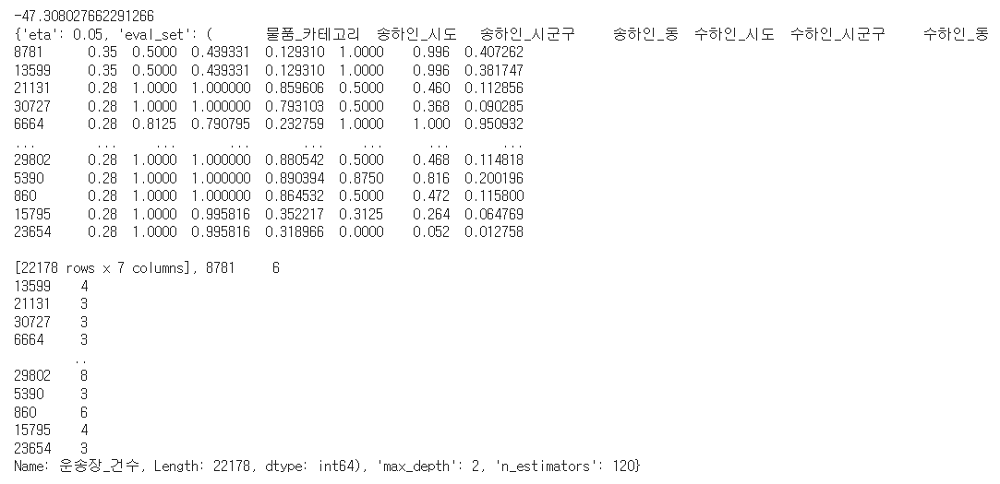 -47.308027662291266
{'eta': 0.05, 'eval_set': (       물품_카테고리  송하인_시도   송하인_시군구     송하인_동  수하인_시도  수하인_시군구     수하인_동
8781     0.35  0.5000  0.439331  0.129310  1.0000    0.996  0.407262
13599    0.35  0.5000  0.439331  0.129310  1.0000    0.996  0.381747
21131    0.28  1.0000  1.000000  0.859606  0.5000    0.460  0.112856
30727    0.28  1.0000  1.000000  0.793103  0.5000    0.368  0.090285
6664     0.28  0.8125  0.790795  0.232759  1.0000    1.000  0.950932
...       ...     ...       ...       ...     ...      ...       ...
29802    0.28  1.0000  1.000000  0.880542  0.5000    0.468  0.114818
5390     0.28  1.0000  1.000000  0.890394  0.8750    0.816  0.200196
860      0.28  1.0000  1.000000  0.864532  0.5000    0.472  0.115800
15795    0.28  1.0000  0.995816  0.352217  0.3125    0.264  0.064769
23654    0.28  1.0000  0.995816  0.318966  0.0000    0.052  0.012758
[22178 rows x 7 columns], 8781     6
13599    4
21131    3
30727    3
6664     3
..
29802    8
5390     3
860      6
15795    4
23654    3
Name: 운송장_건수, Length: 22178, dtype: int64), 'max_depth': 2, 'n_estimators': 120}